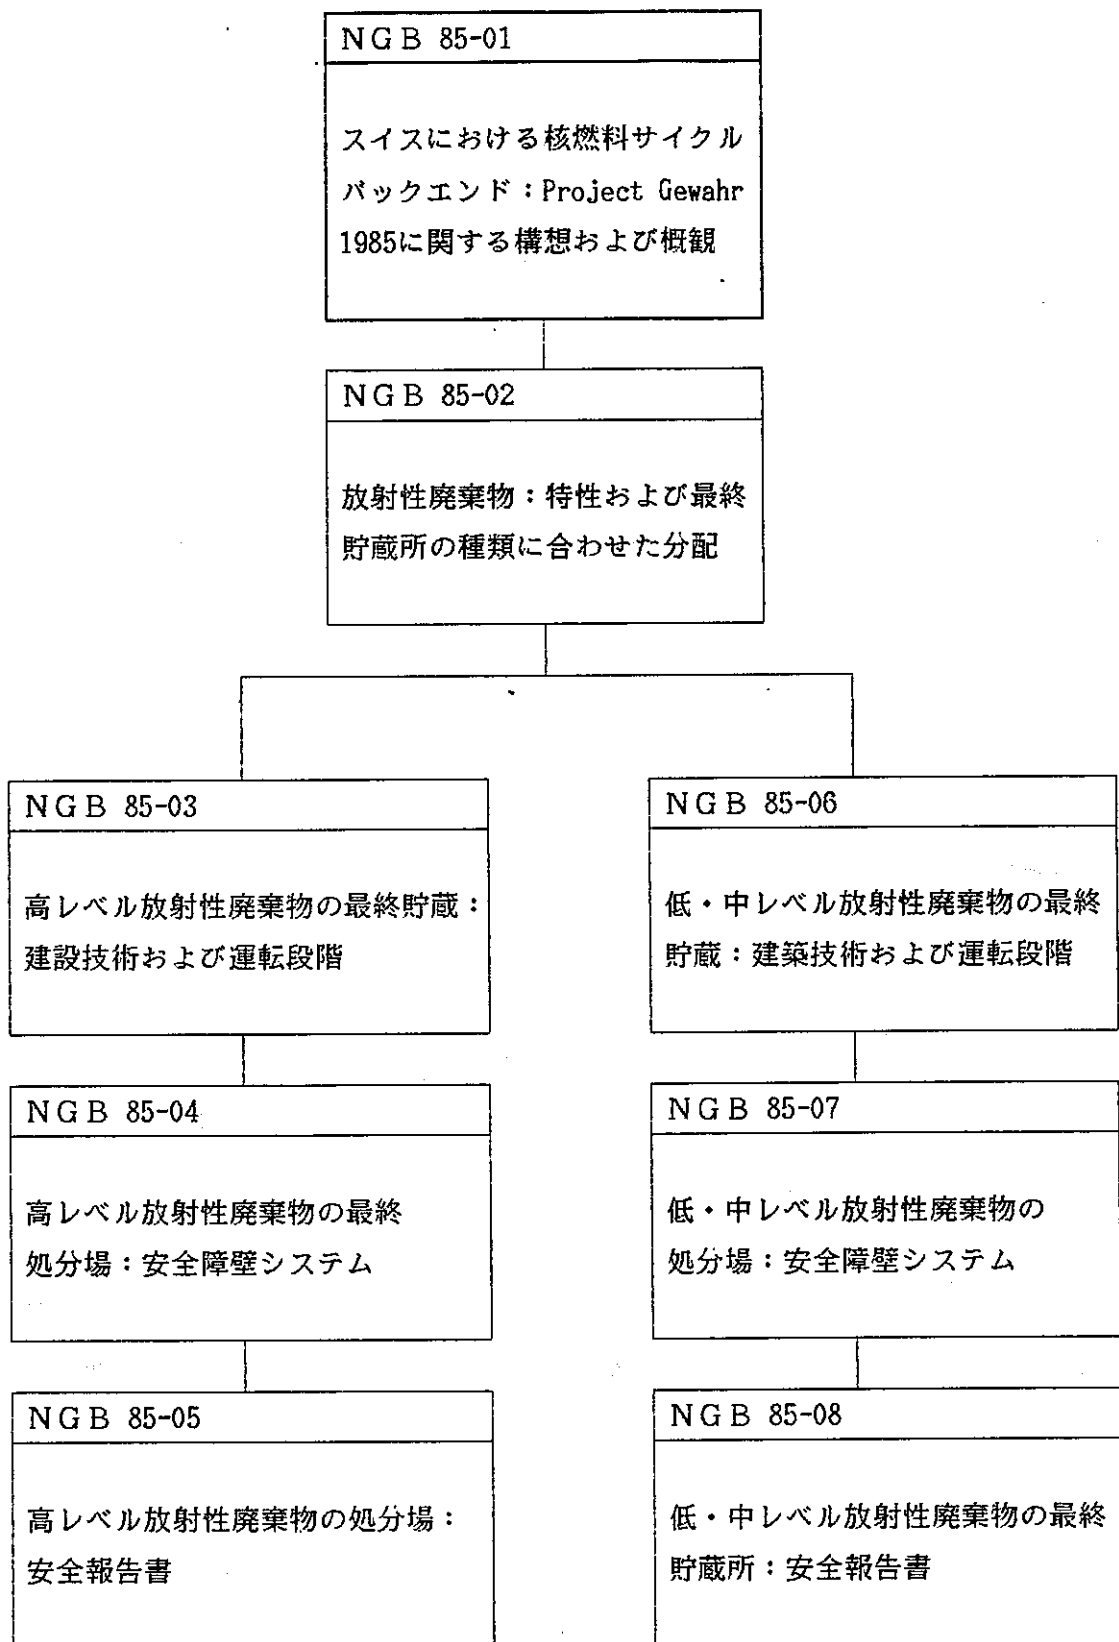 NGB 85-01
スイスにおける核燃料サイクル
バックエンド：Project Gewahr
1985に関する構想および概観
NGB 85-02
放射性廃棄物：特性および最終
貯蔵所の種類に合わせた分配
NGB 85-03
高レベル放射性廃棄物の最終貯蔵：
建設技術および運転段階
NGB 85-04
高レベル放射性廃棄物の最終
処分場：安全障壁システム
NGB 85-05
高レベル放射性廃棄物の処分場：
安全報告書
NGB 85-06
低・中レベル放射性廃棄物の最終
貯蔵：建築技術および運転段階
NGB 85-07
低・中レベル放射性廃棄物の
処分場：安全障壁システム
NGB 85-08
低・中レベル放射性廃棄物の最終
貯蔵所：安全報告書